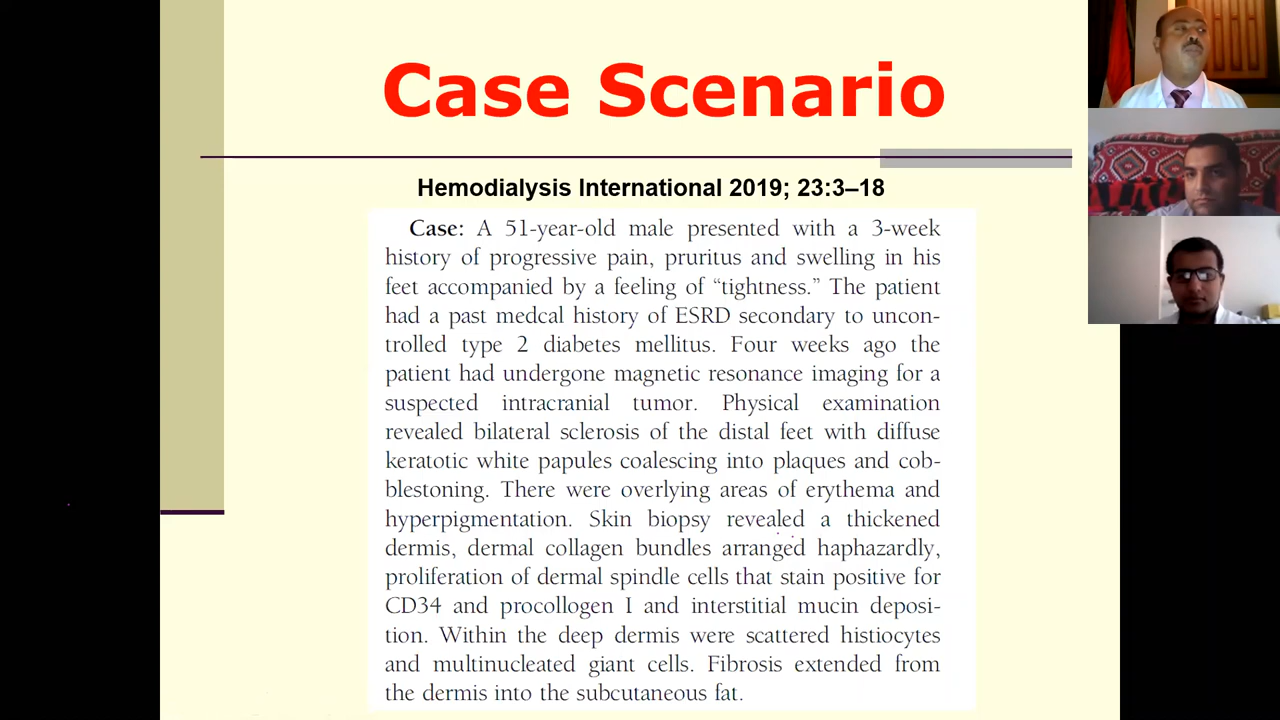 Case Scenario
Hemodialysis International 2019; 23:3–18
Case: A 51-year-old male presented with a 3-week
history of progressive pain, pruritus and swelling in his
feet accompanied by a feeling of “tightness.” The patient
had a past medcal history of ESRD secondary to uncon-
trolled type 2 diabetes mellitus. Four weeks ago the
patient had undergone magnetic resonance imaging for a
suspected intracranial tumor. Physical examination
revealed bilateral sclerosis of the distal feet with diffuse
keratotic white papules coalescing into plaques and cob-
blestoning. There were overlying areas of erythema and
hyperpigmentation. Skin biopsy revealed a thickened
dermis, dermal collagen bundles arranged haphazardly,
proliferation of dermal spindle cells that stain positive for
CD34 and procollogen I and interstitial mucin deposi-
tion. Within the deep dermis were scattered histiocytes
and multinucleated giant cells. Fibrosis extended from
the dermis into the subcutaneous fat.